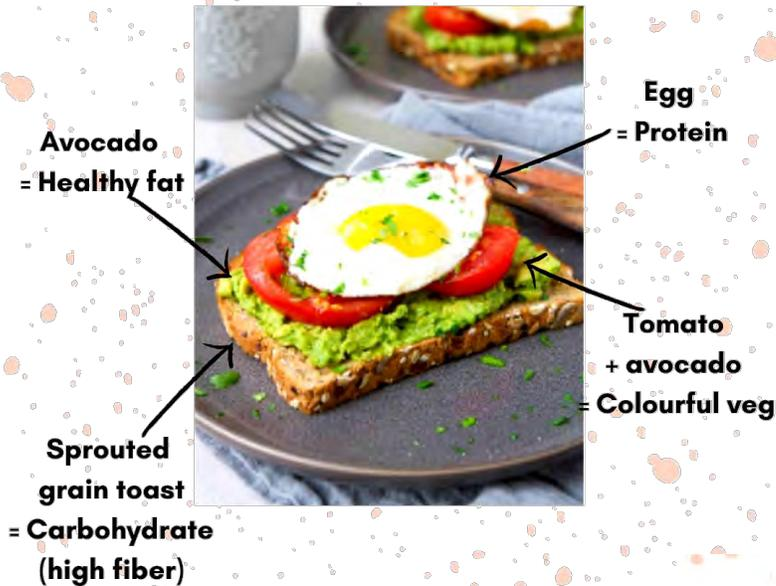 Avocado
= Healthy fat
Egg
= Protein
Tomato
+ avocado
= Colourful veg
Sprouted
grain toast
= Carbohydrate
(high fiber)